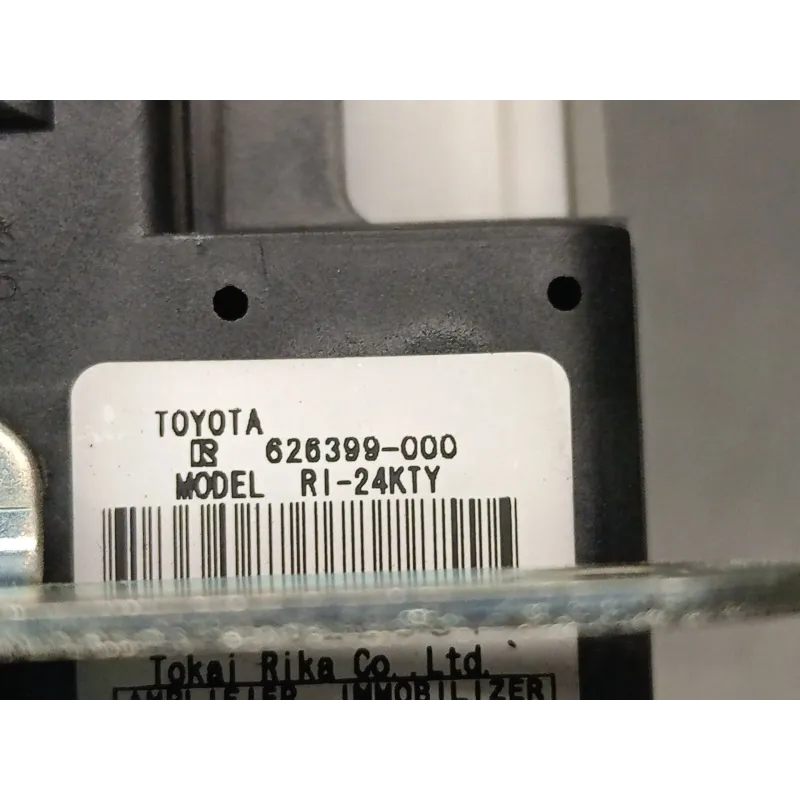 TOYOTA
R 626399-000
MODEL RI-24KTY
Tokai Rika Co.,Ltd.
AMPLIFIER IMMOBILIZER